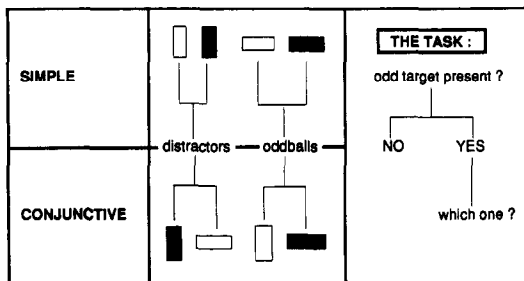 SIMPLE
distractors
oddballs
CONJUNCTIVE
THE TASK :
odd target present ?
NO
YES
which one ?